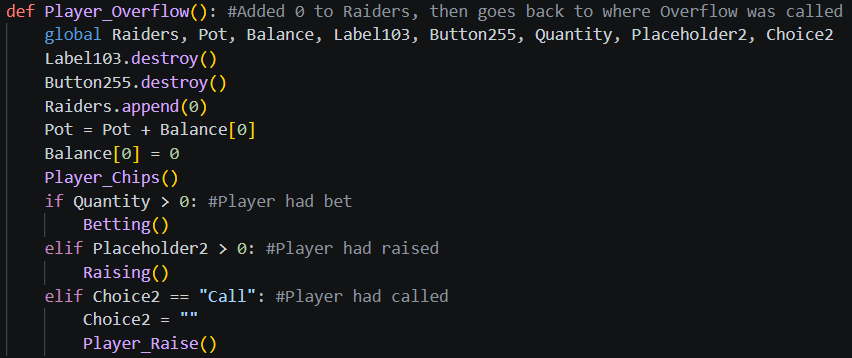 def Player_Overflow(): #Added 0 to Raiders, then goes back to where Overflow was called
    global Raiders, Pot, Balance, Label103, Button255, Quantity, Placeholder2, Choice2
    Label103.destroy()
    Button255.destroy()
    Raiders.append(0)
    Pot = Pot + Balance[0]
    Balance[0] = 0
    Player_Chips()
    if Quantity > 0: #Player had bet
        Betting()
    elif Placeholder2 > 0: #Player had raised
        Raising()
    elif Choice2 == "Call": #Player had called
        Choice2 = ""
        Player_Raise()